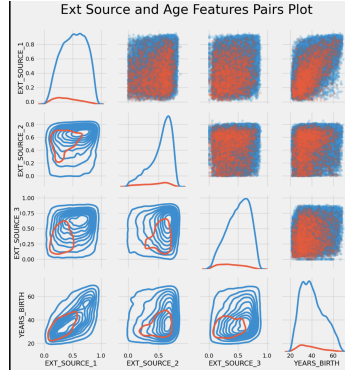 Ext Source and Age Features Pairs Plot
EXT_SOURCE_1
0.8
0.6
0.4
0.2
0.0
EXT_SOURCE_2
0.8
0.6
0.4
0.2
0.0
EXT_SOURCE_3
1.00
0.75
0.50
0.25
0.00
YEARS_BIRTH
60
40
20
0.0 0.5 1.0
EXT_SOURCE_1
0.0 0.5
EXT_SOURCE_2
0.0 0.5 1.0
EXT_SOURCE_3
20 40 60
YEARS_BIRTH